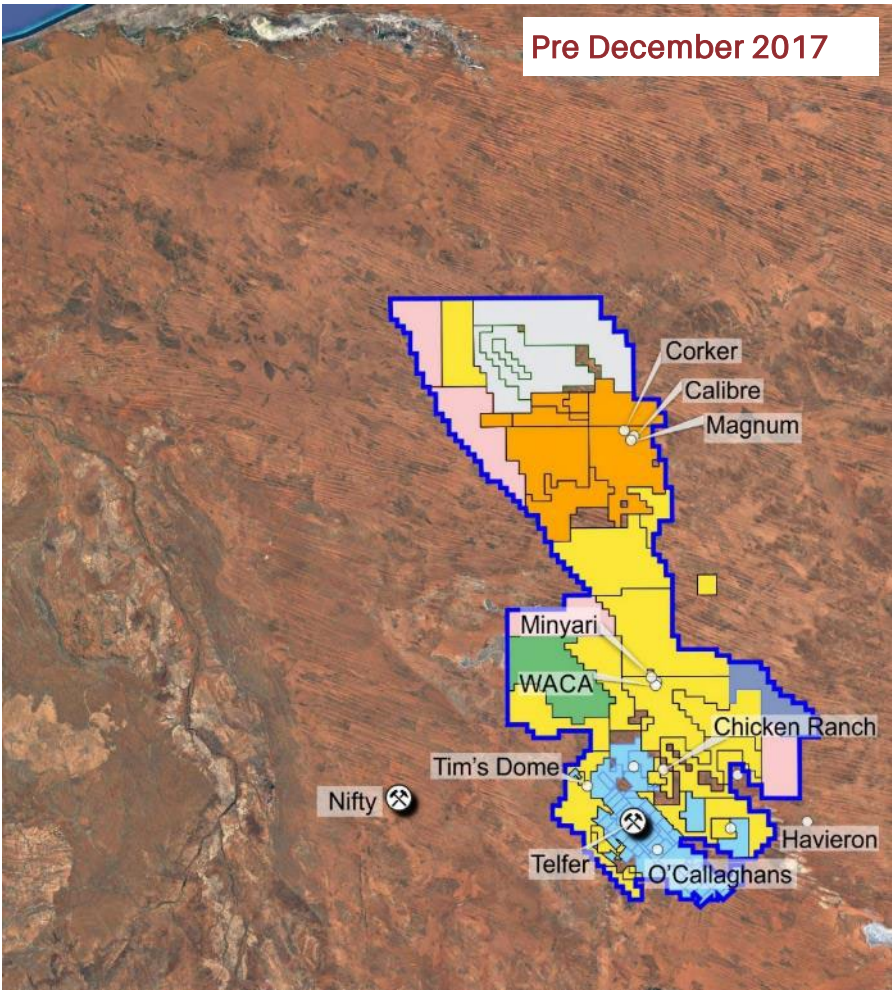 Pre December 2017
Corker
Calibre
Magnum
Minyari
WACA
Chicken Ranch
Tim's Dome
Nifty
Havieron
Telfer
O'Callaghans